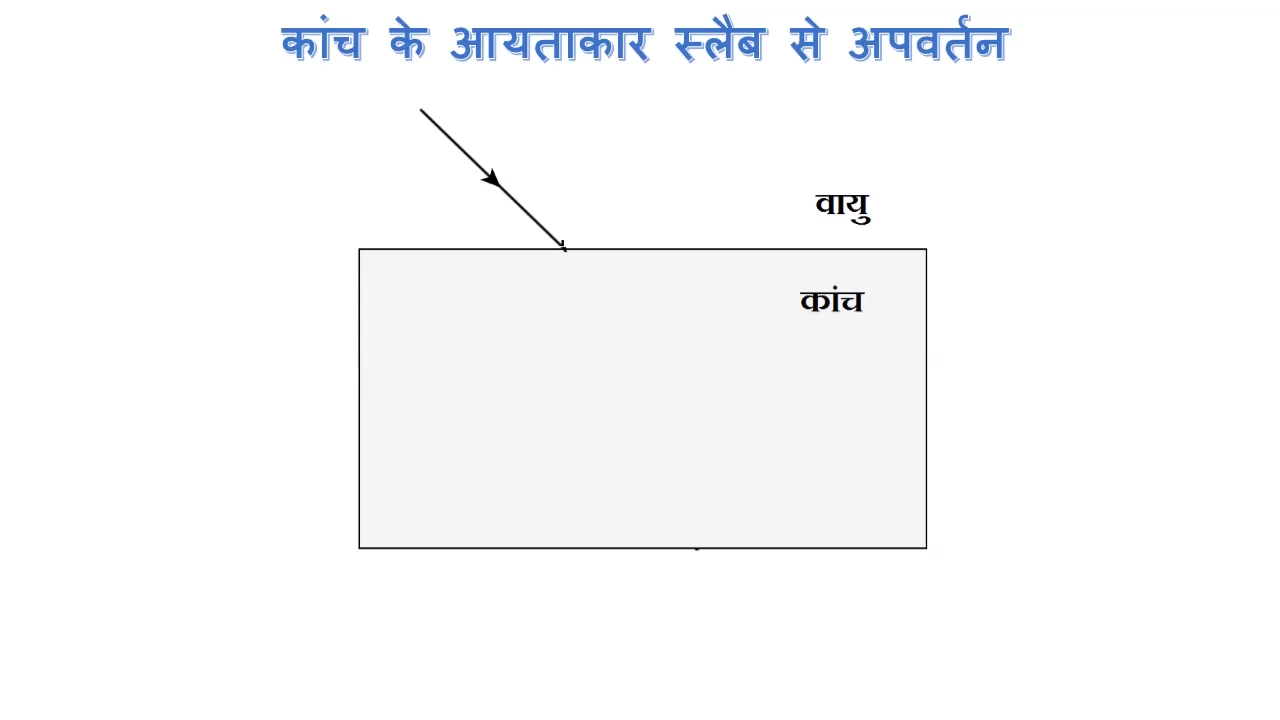 कांच के आयताकार स्लैब से अपवर्तन
वायु
कांच